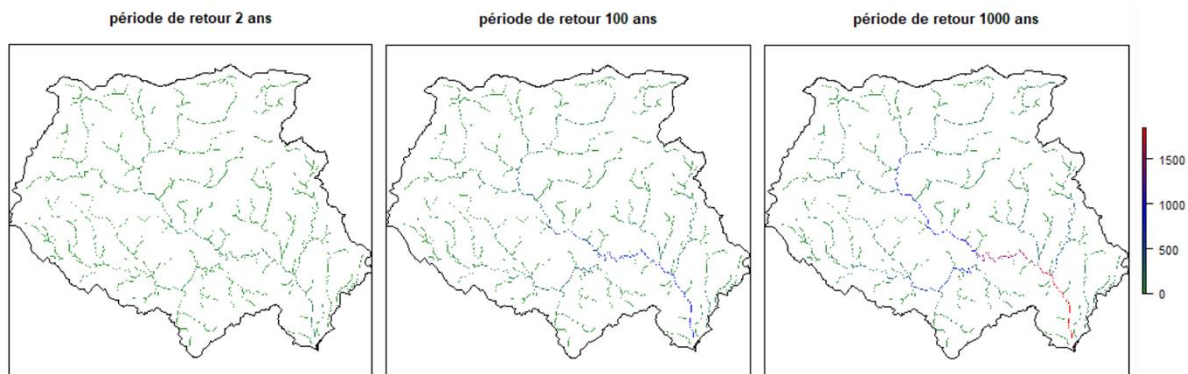 période de retour 2 ans
période de retour 100 ans
période de retour 1000 ans
1500
1000
500
0